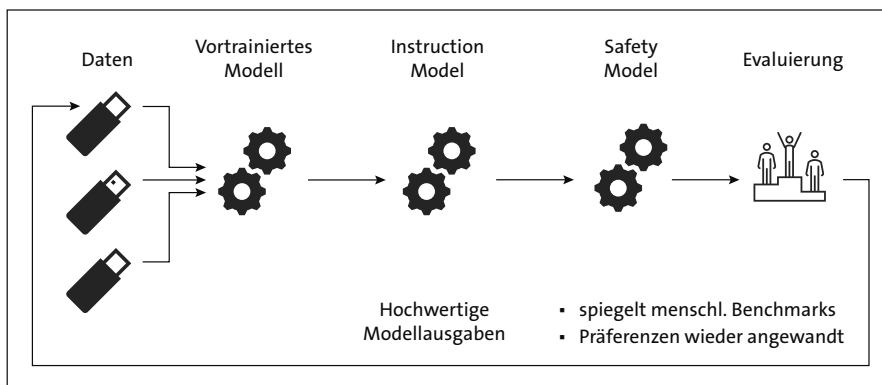 Daten
Vortrainiertes
Modell
Instruction
Model
Safety
Model
Evaluierung
Hochwertige
Modellausgaben
▪ spiegelt menschl. Benchmarks
▪ Präferenzen wieder angewandt